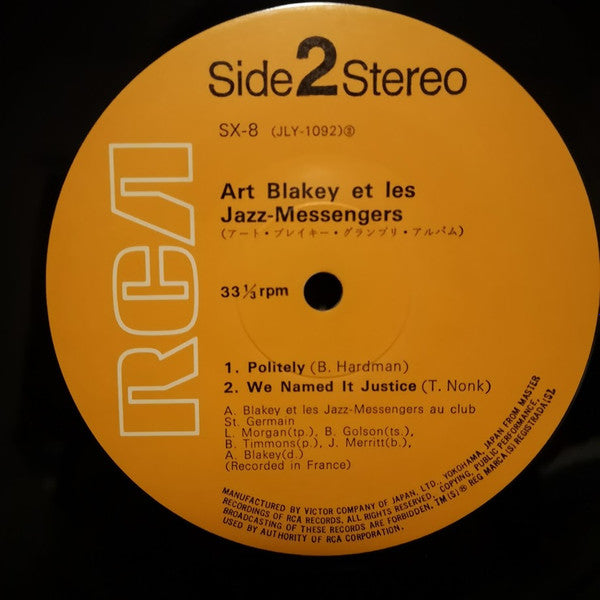 Side 2 Stereo
SX-8 (JLY-1092)③
Art Blakey et les
Jazz-Messengers
(アート・ブレイキー・グランプリ・アルバム)
RCA
33 1/3 rpm
1. Politely (B. Hardman)
2. We Named It Justice (T. Nonk)
A. Blakey et les Jazz-Messengers au club
St. Germain
L. Morgan(tp.), B. Golson(ts.),
B. Timmons(p.), J. Merritt(b.),
A. Blakey(d.)
(Recorded in France)
MANUFACTURED BY VICTOR COMPANY OF JAPAN, LTD., YOKOHAMA, JAPAN FROM MASTER
RECORDINGS OF RCA RECORDS. ALL RIGHTS RESERVED, COPYING, PUBLIC PERFORMANCE,
BROADCASTING OF THESE RECORDS ARE FORBIDDEN. TM(S)® REG MARCA(S) REGISTRADA(S).
USED BY AUTHORITY OF RCA CORPORATION.